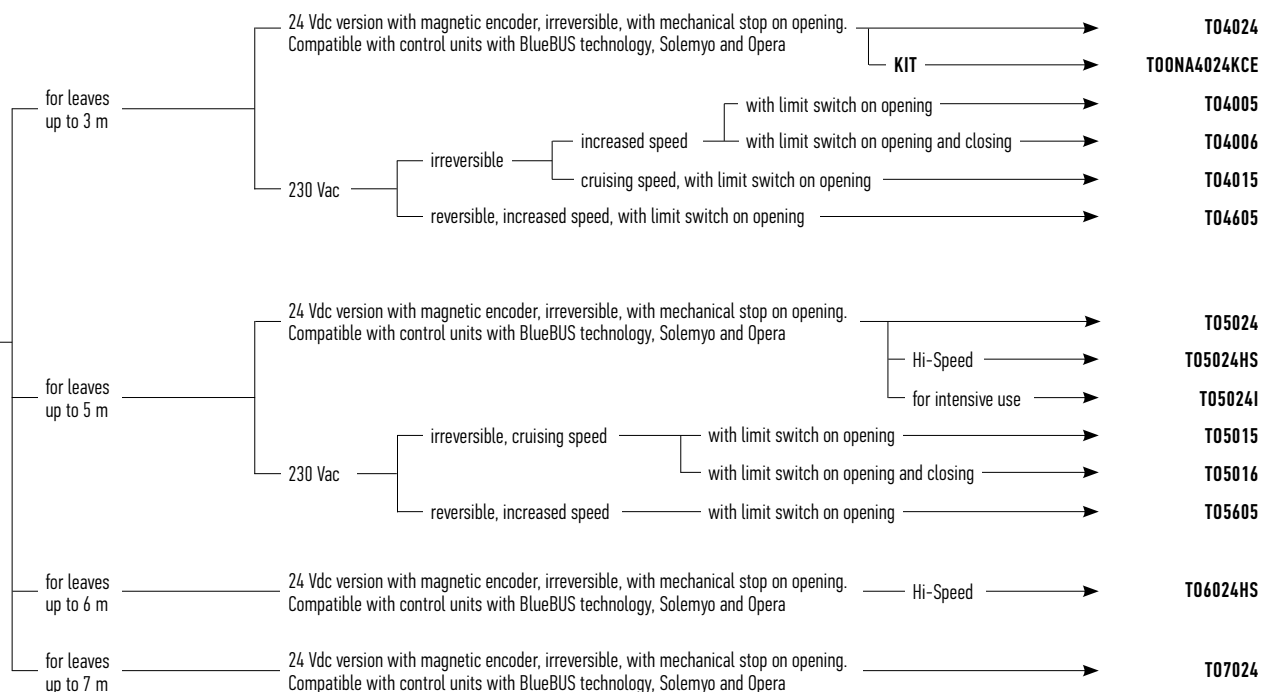 24 Vdc version with magnetic encoder, irreversible, with mechanical stop on opening.
Compatible with control units with BlueBUS technology, Solemyo and Opera
TO4024
KIT
TOONA4024KCE
for leaves
up to 3 m
with limit switch on opening
TO4005
increased speed
with limit switch on opening and closing
TO4006
irreversible
cruising speed, with limit switch on opening
TO4015
230 Vac
reversible, increased speed, with limit switch on opening
TO4605
24 Vdc version with magnetic encoder, irreversible, with mechanical stop on opening.
Compatible with control units with BlueBUS technology, Solemyo and Opera
TO5024
Hi-Speed
TO5024HS
for leaves
up to 5 m
for intensive use
TO5024I
irreversible, cruising speed
with limit switch on opening
TO5015
230 Vac
with limit switch on opening and closing
TO5016
reversible, increased speed
with limit switch on opening
TO5605
for leaves
up to 6 m
24 Vdc version with magnetic encoder, irreversible, with mechanical stop on opening.
Compatible with control units with BlueBUS technology, Solemyo and Opera
Hi-Speed
TO6024HS
for leaves
up to 7 m
24 Vdc version with magnetic encoder, irreversible, with mechanical stop on opening.
Compatible with control units with BlueBUS technology, Solemyo and Opera
TO7024